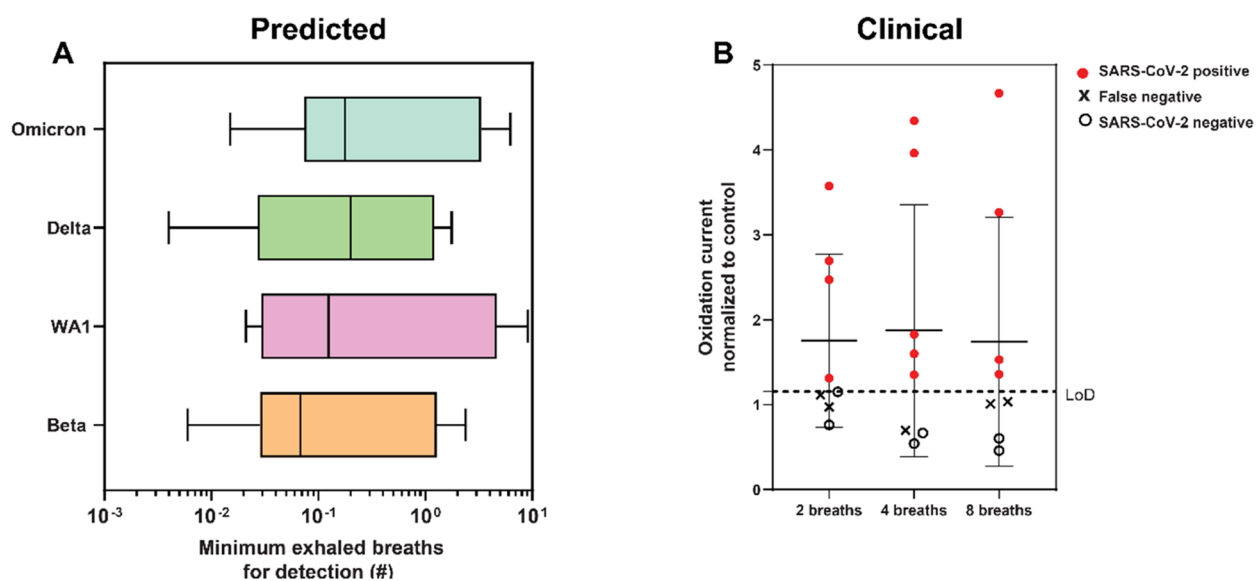 Predicted
A
Omicron
Delta
WA1
Beta
10-3
10-2
10-1
100
101
Minimum exhaled breaths
for detection (#)
Clinical
B
Oxidation current
normalized to control
5
4
3
2
1
0
2 breaths
4 breaths
8 breaths
LoD
SARS-CoV-2 positive
False negative
SARS-CoV-2 negative